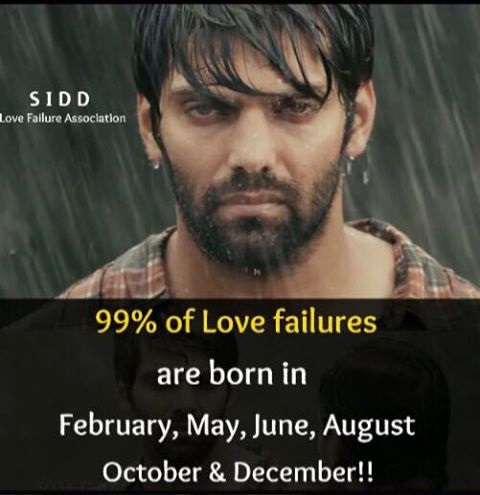 SIDD
Love Failure Association
99% of Love failures
are born in
February, May, June, August
October & December!!